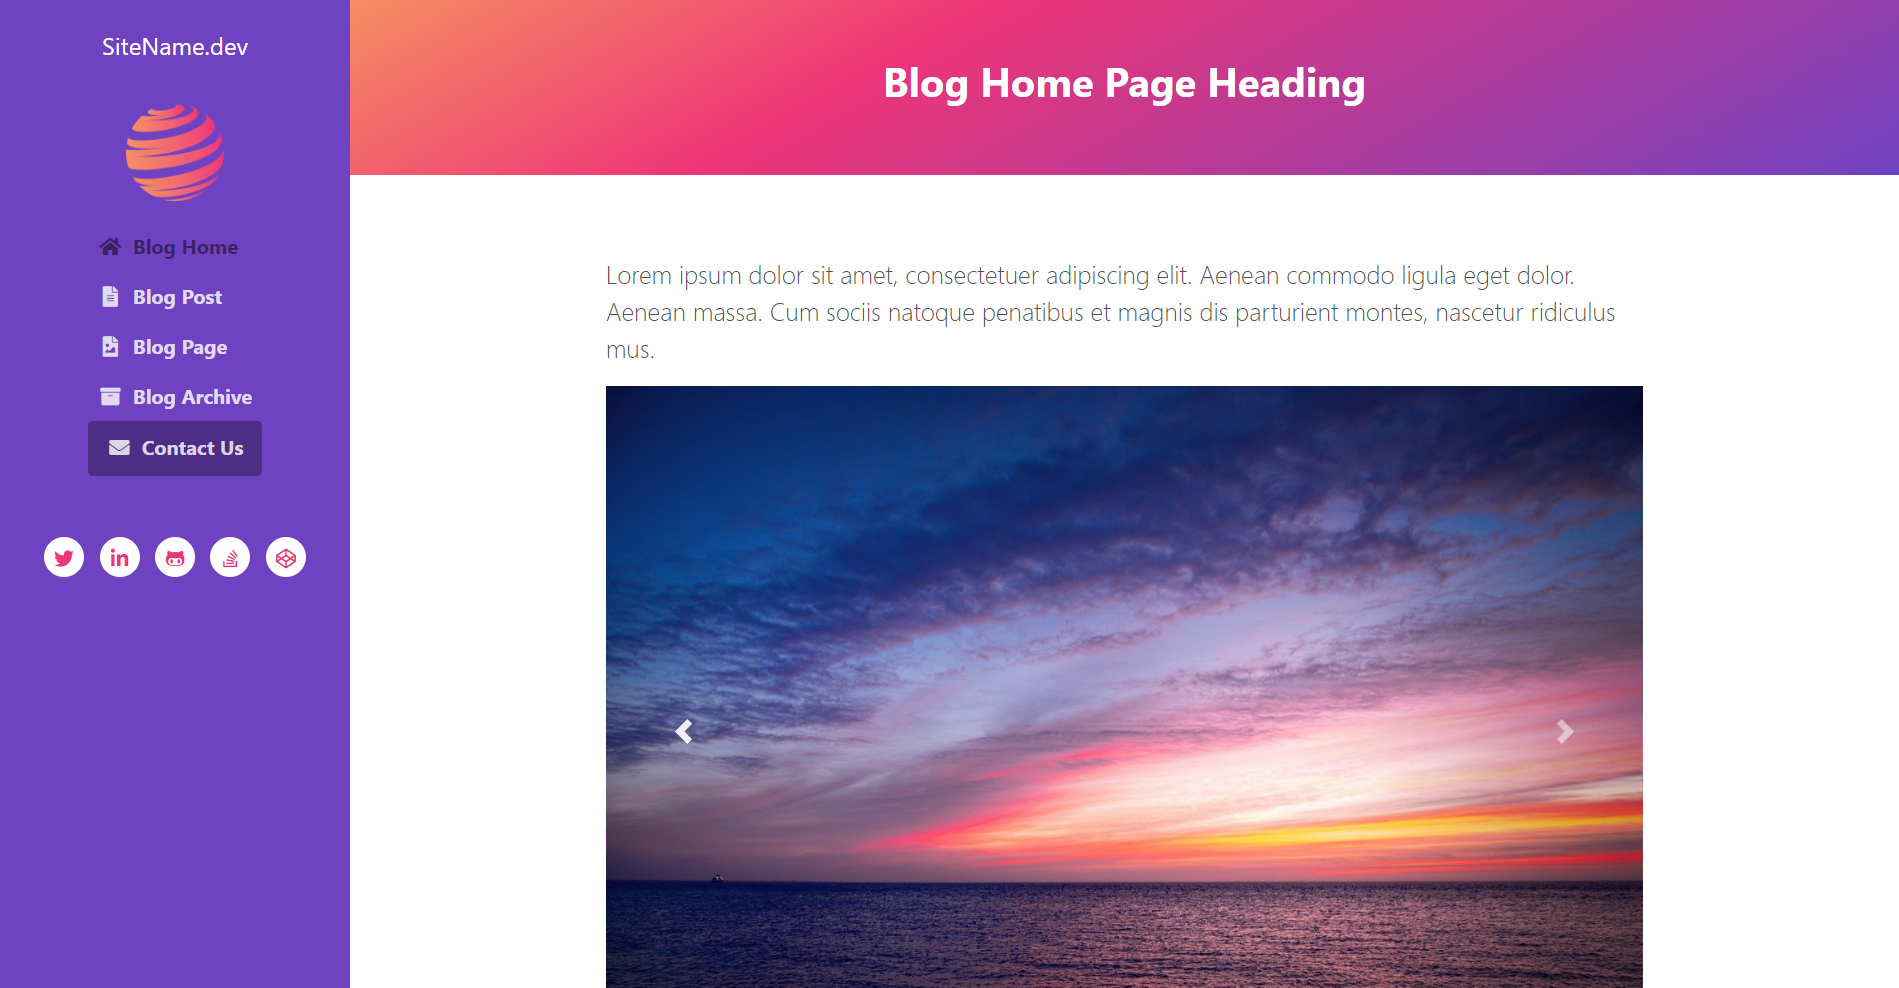 SiteName.dev
Blog Home
Blog Post
Blog Page
Blog Archive
Contact Us
Blog Home Page Heading
Lorem ipsum dolor sit amet, consectetuer adipiscing elit. Aenean commodo ligula eget dolor.
Aenean massa. Cum sociis natoque penatibus et magnis dis parturient montes, nascetur ridiculus
mus.